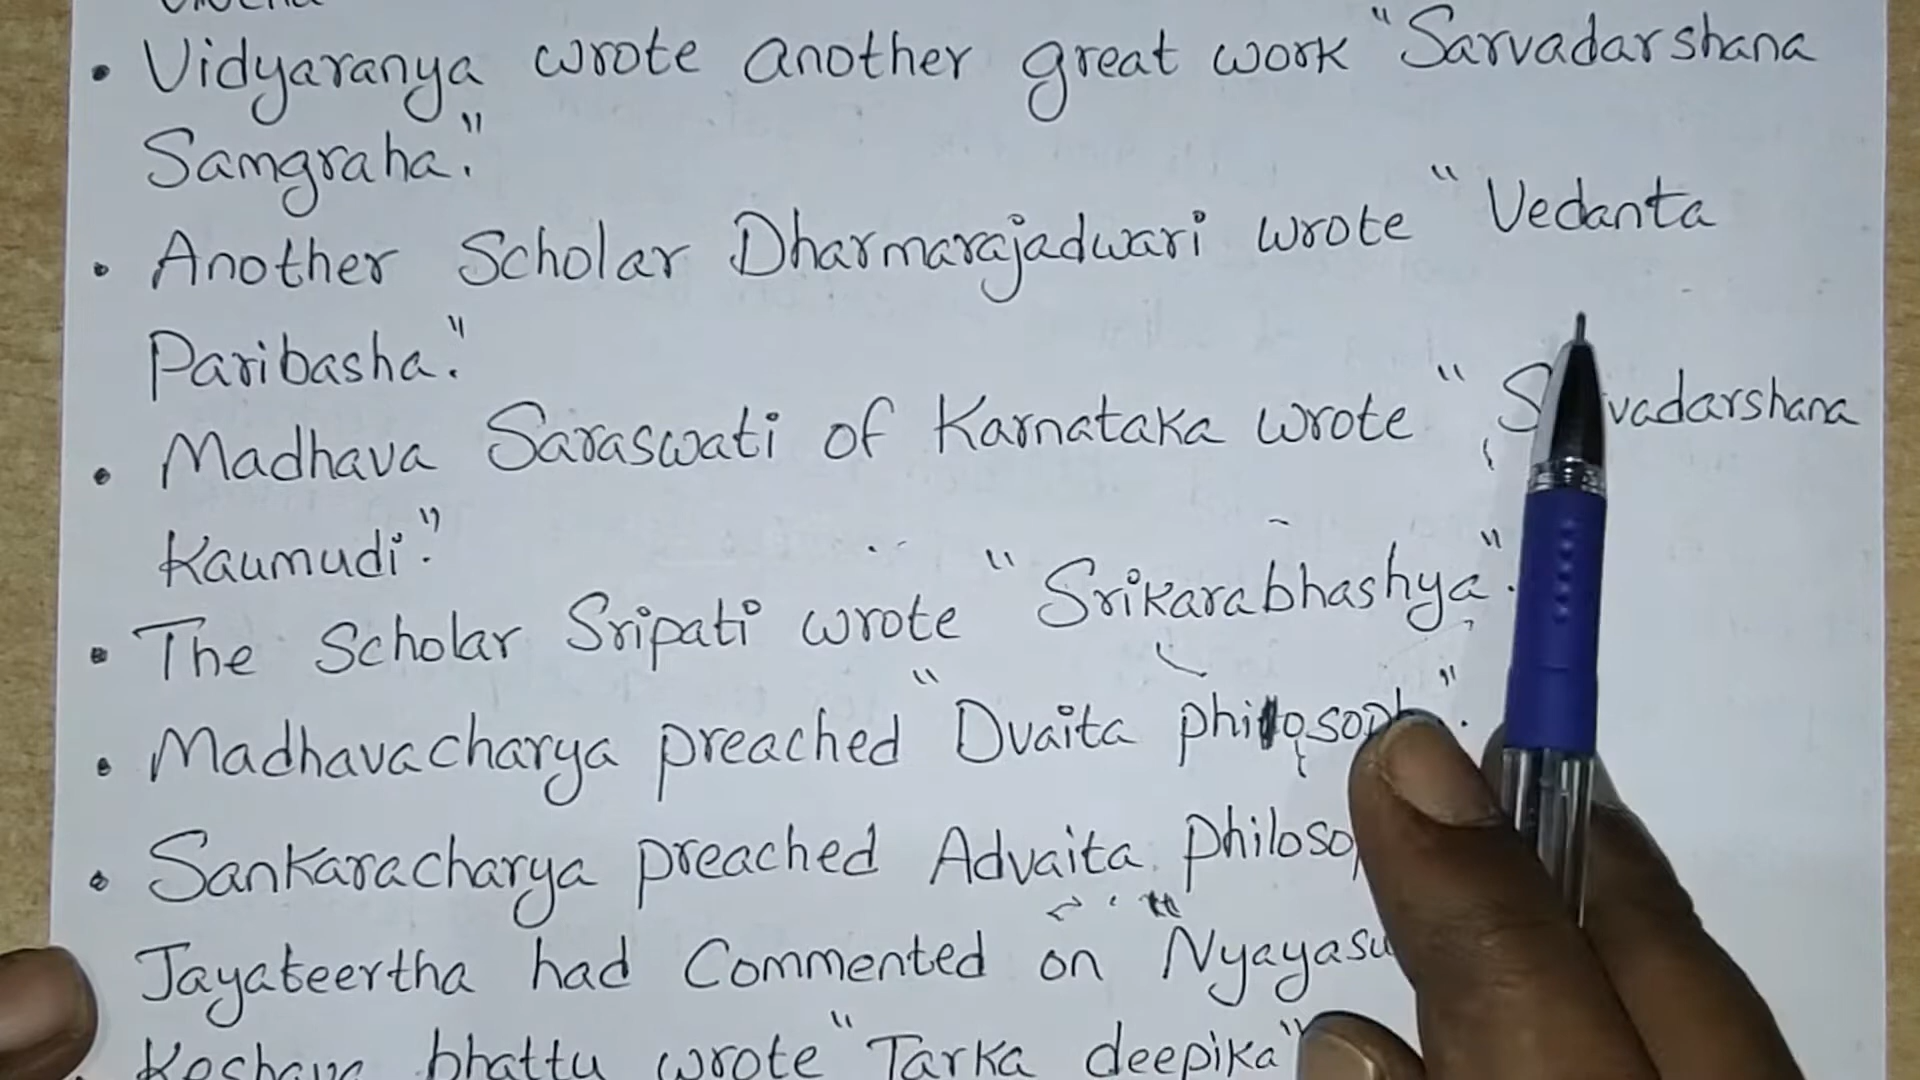 • Vidyaranya wrote another great work "Sarvadarshana
Samgraha."
• Another Scholar Dharmarajadwari wrote "Vedanta
Paribasha."
• Madhava Saraswati of Karnataka wrote "
Kaumudi."
• The Scholar Sripati wrote "Srikarabhashya".
• Madhavacharya preached "Dvaita
• Sankaracharya preached Advaita
Jayateertha had Commented on
wrote "Tarka deepika"